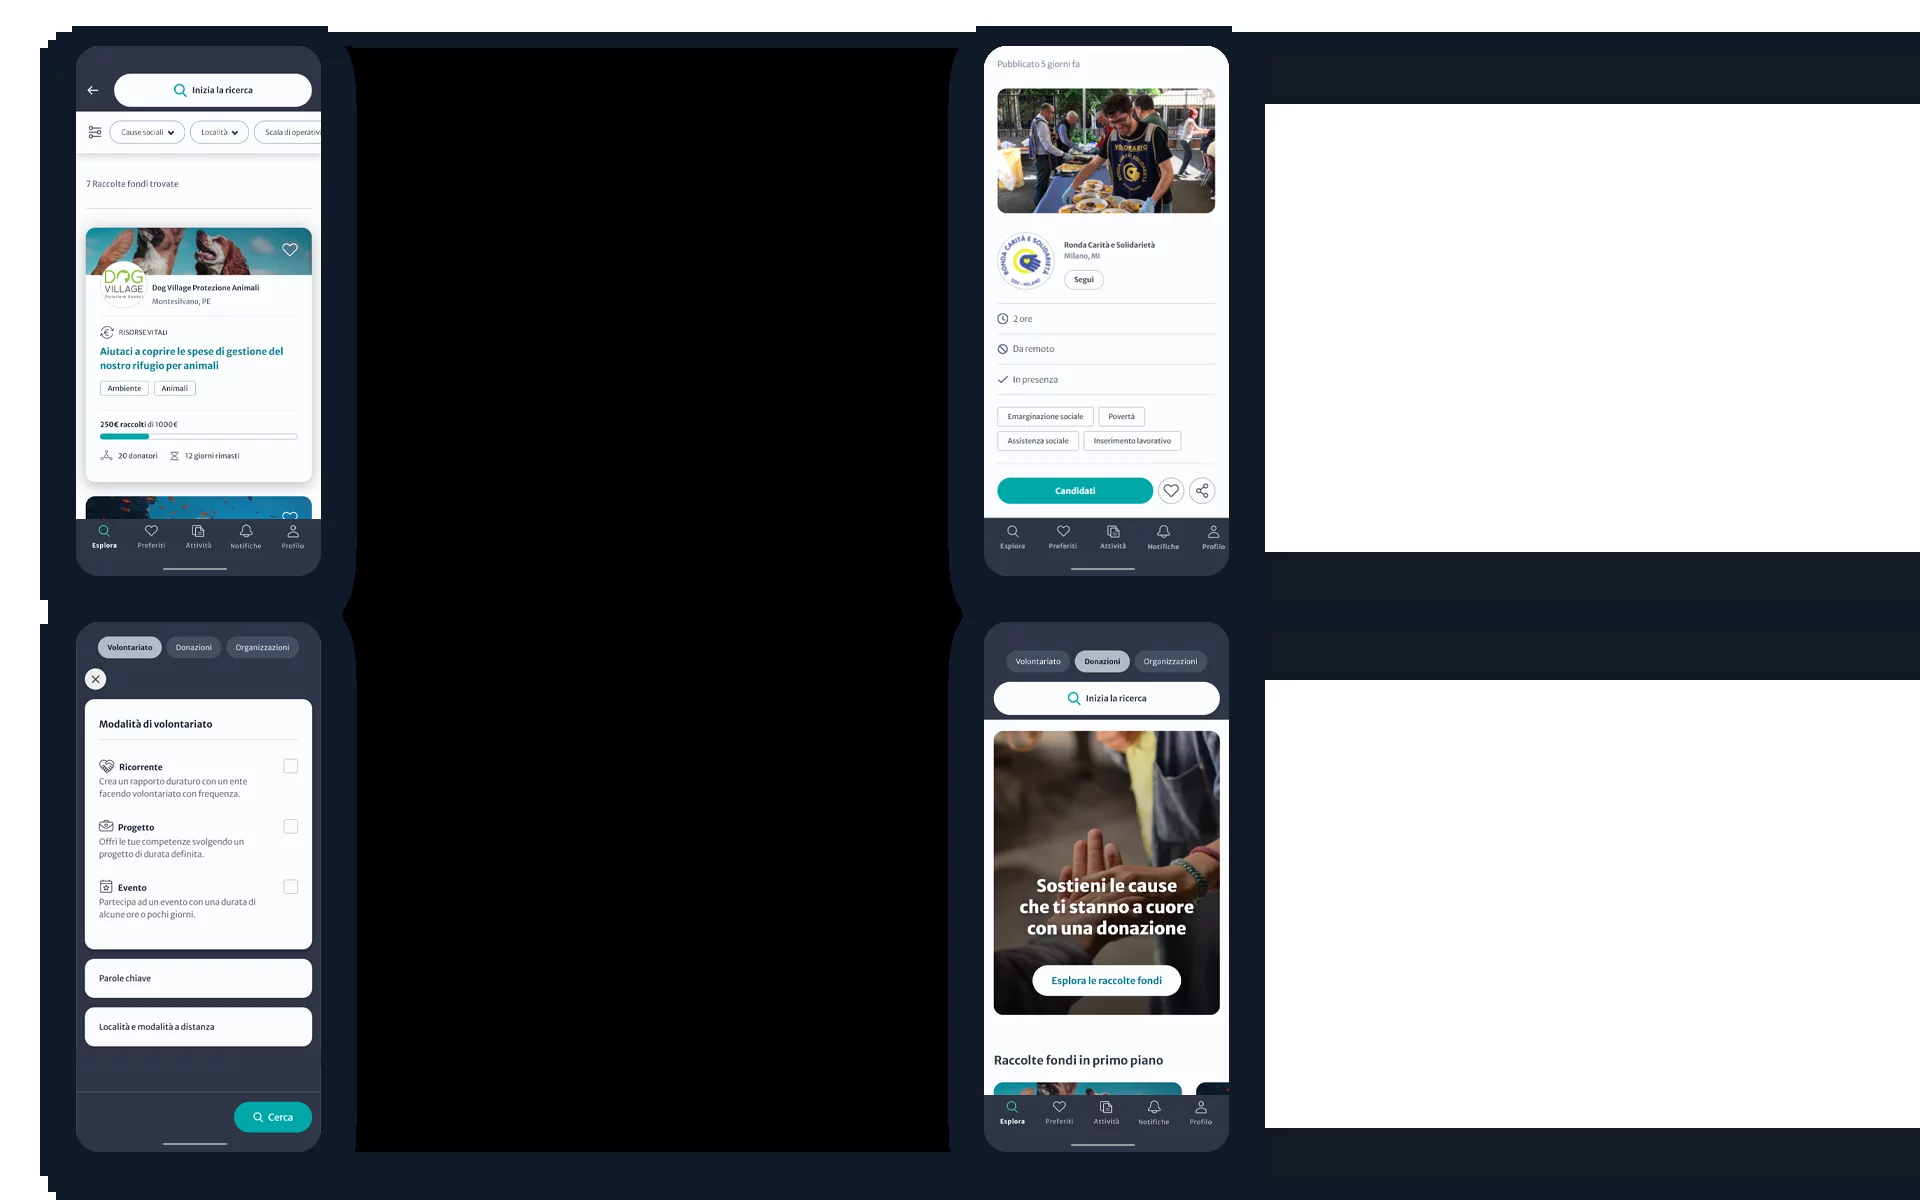 Inizia la ricerca
Cause sociali
Località
Scala di operativi
7 Raccolte fondi trovate
DOG
VILLAGE
Protezione Animali
Dog Village Protezione Animali
Montesilvano, PE
RISORSE VITALI
Aiutaci a coprire le spese di gestione del
nostro rifugio per animali
Ambiente
Animali
250€ raccolti di 1000€
20 donatori
12 giorni rimasti
Esplora
Preferiti
Attività
Notifiche
Profilo
Pubblicato 5 giorni fa
VOLONTARIO
RONDA CARITÀ E SOLIDARIETÀ
ODV - MILANO
Ronda Carità e Solidarietà
Milano, MI
Segui
2 ore
Da remoto
In presenza
Emarginazione sociale
Povertà
Assistenza sociale
Inserimento lavorativo
Candidati
Esplora
Preferiti
Attività
Notifiche
Profilo
Volontariato
Donazioni
Organizzazioni
Modalità di volontariato
Ricorrente
Crea un rapporto duraturo con un ente
facendo volontariato con frequenza.
Progetto
Offri le tue competenze svolgendo un
progetto di durata definita.
Evento
Partecipa ad un evento con una durata di
alcune ore o pochi giorni.
Parole chiave
Località e modalità a distanza
Cerca
Volontariato
Donazioni
Organizzazioni
Inizia la ricerca
Sostieni le cause
che ti stanno a cuore
con una donazione
Esplora le raccolte fondi
Raccolte fondi in primo piano
Esplora
Preferiti
Attività
Notifiche
Profilo